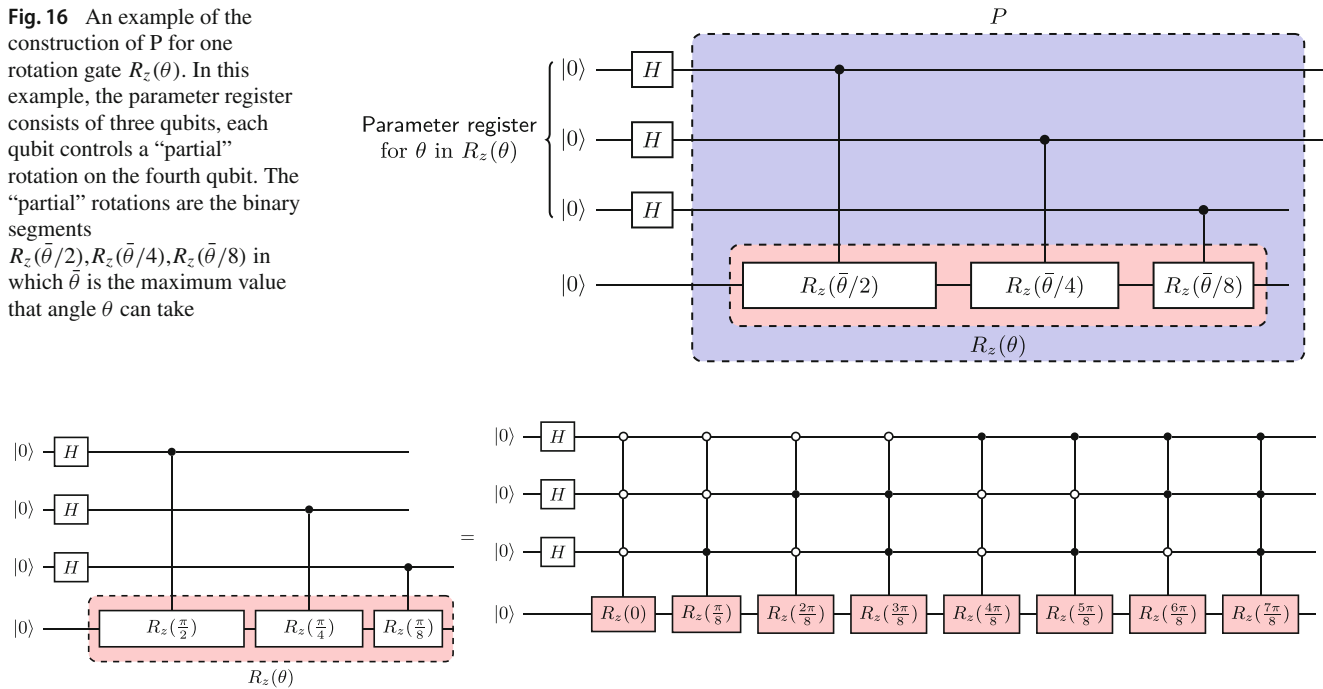 Fig. 16 An example of the
construction of P for one
rotation gate R_z(θ). In this
example, the parameter register
consists of three qubits, each
qubit controls a “partial”
rotation on the fourth qubit. The
“partial” rotations are the binary
segments
R_z(θ̄/2),R_z(θ̄/4),R_z(θ̄/8) in
which θ̄ is the maximum value
that angle θ can take
P
|0⟩ H
Parameter register
for θ in R_z(θ)
|0⟩ H
|0⟩ H
|0⟩ R_z(θ̄/2) R_z(θ̄/4) R_z(θ̄/8)
R_z(θ)
|0⟩ H
|0⟩ H
|0⟩ H
|0⟩ R_z(π/2) R_z(π/4) R_z(π/8)
R_z(θ)
=
|0⟩ H
|0⟩ H
|0⟩ H
|0⟩ R_z(0) R_z(π/8) R_z(2π/8) R_z(3π/8) R_z(4π/8) R_z(5π/8) R_z(6π/8) R_z(7π/8)